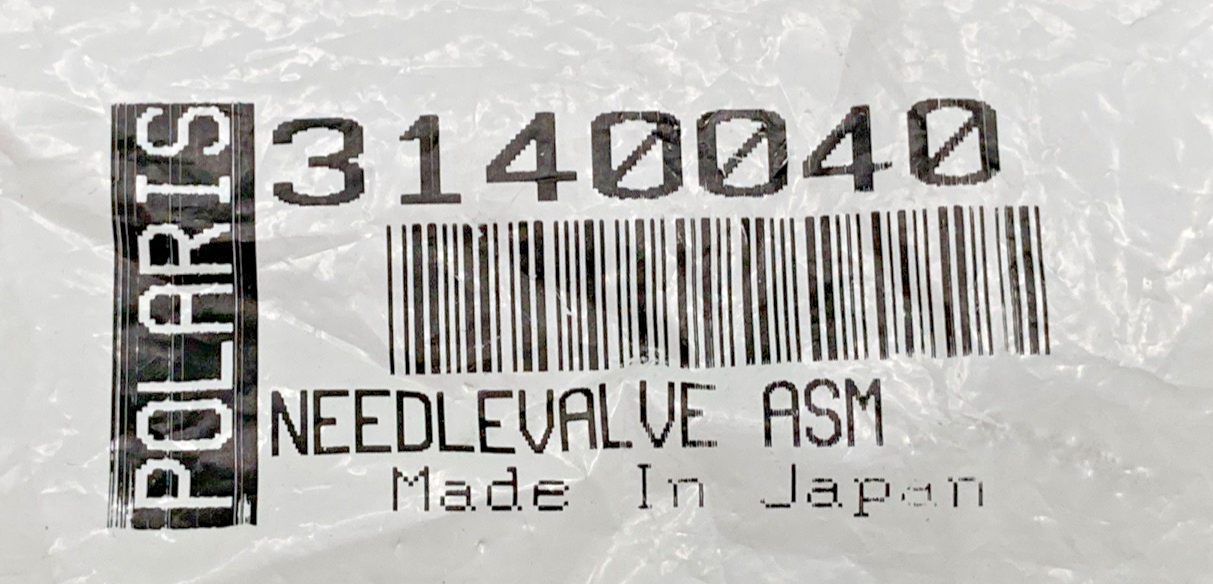 POLARIS
3140040
NEEDLEVALVE ASM
Made In Japan